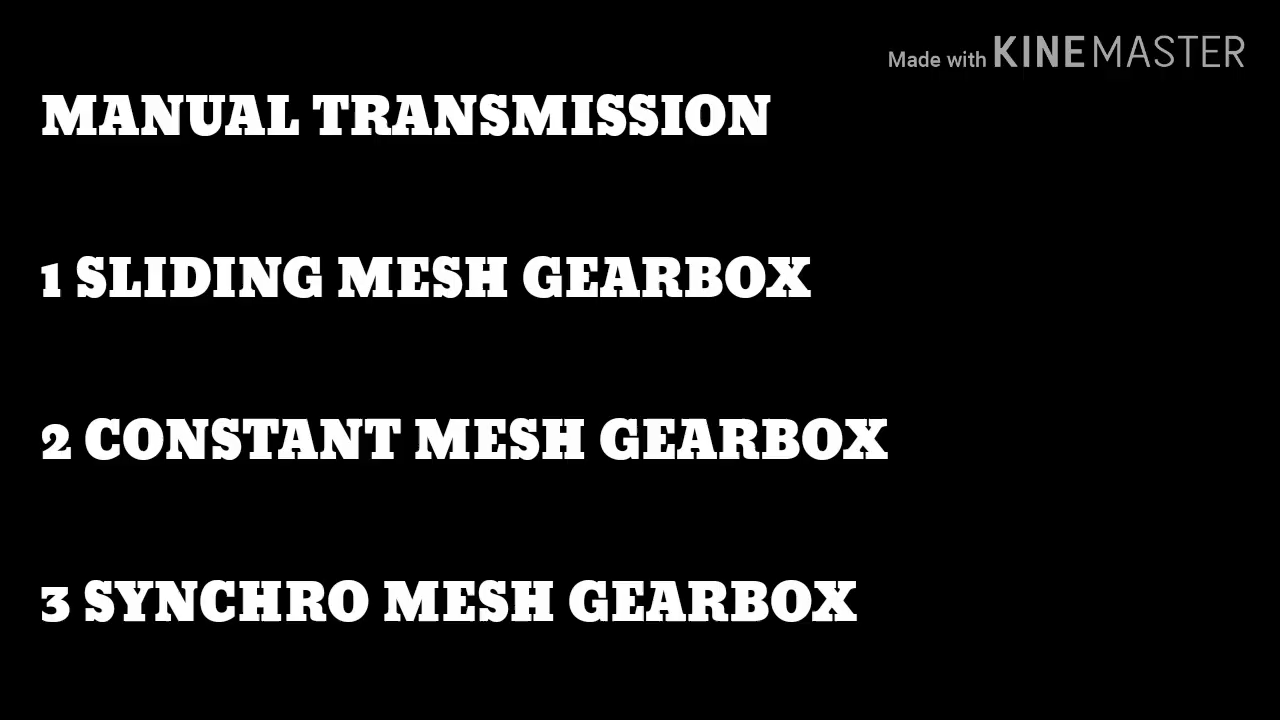 Made with KINEMASTER
MANUAL TRANSMISSION
1 SLIDING MESH GEARBOX
2 CONSTANT MESH GEARBOX
3 SYNCHRO MESH GEARBOX